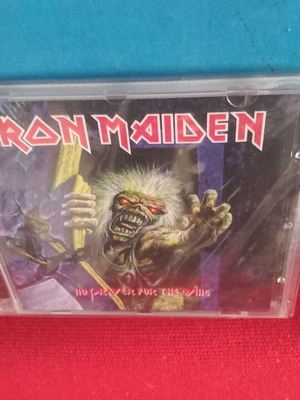 IRON MAIDEN
NO PRAYER FOR THE DYING